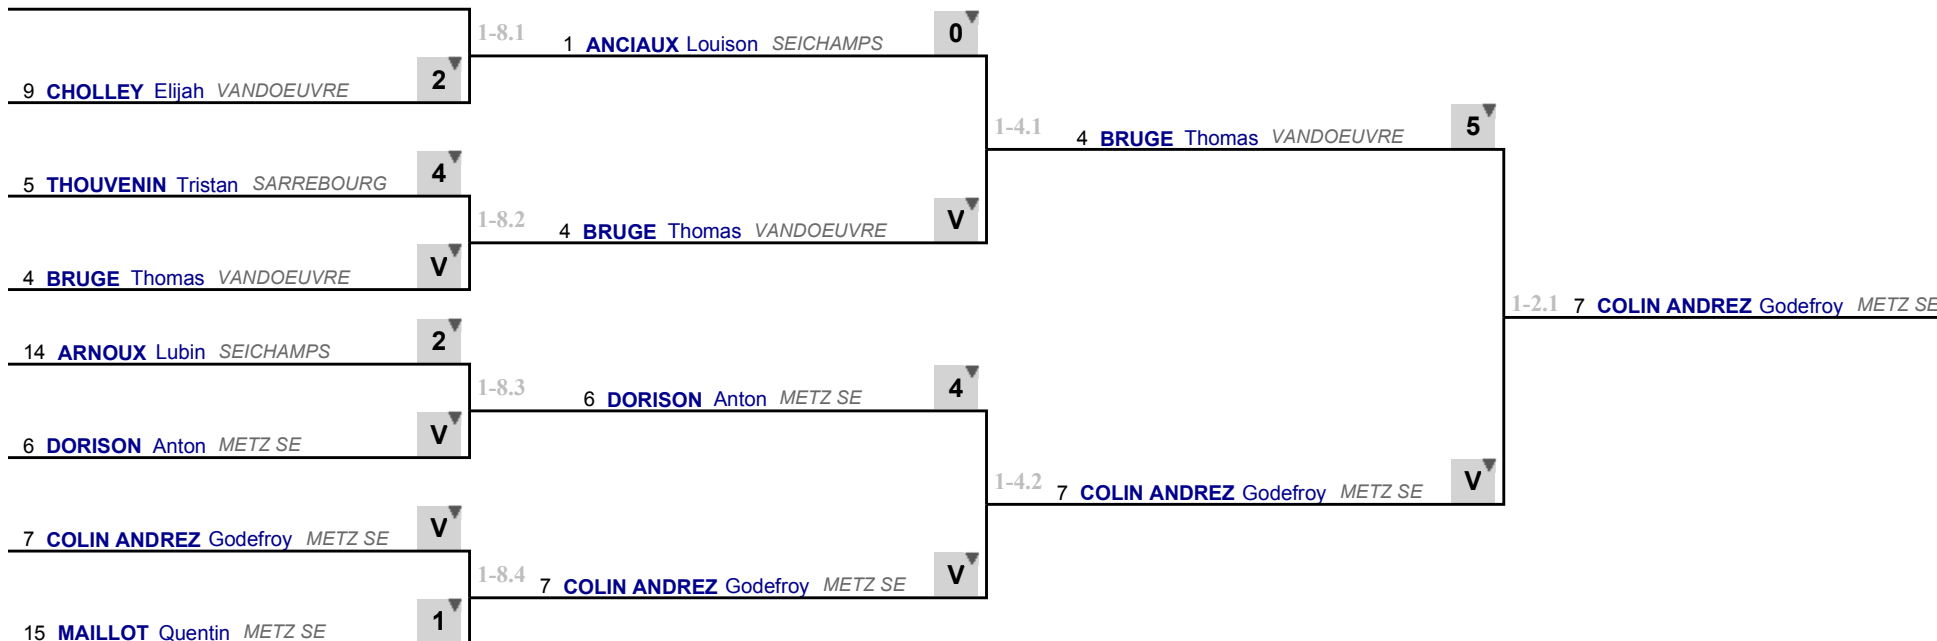 1-8.1
1 ANCIAUX Louison SEICHAMPS
0
9 CHOLLEY Elijah VANDOEUVRE
2
1-4.1
4 BRUGE Thomas VANDOEUVRE
5
5 THOUVENIN Tristan SARREBOURG
4
1-8.2
4 BRUGE Thomas VANDOEUVRE
V
4 BRUGE Thomas VANDOEUVRE
V
1-2.1
7 COLIN ANDREZ Godefroy METZ SE
14 ARNOUX Lubin SEICHAMPS
2
1-8.3
6 DORISON Anton METZ SE
4
6 DORISON Anton METZ SE
V
1-4.2
7 COLIN ANDREZ Godefroy METZ SE
V
7 COLIN ANDREZ Godefroy METZ SE
V
1-8.4
7 COLIN ANDREZ Godefroy METZ SE
V
15 MAILLOT Quentin METZ SE
1